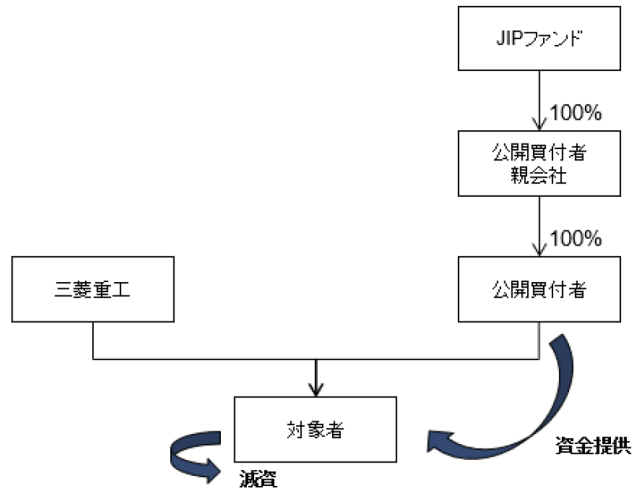 JIPファンド
100%
公開買付者
親会社
100%
三菱重工
公開買付者
対象者
資金提供
減資